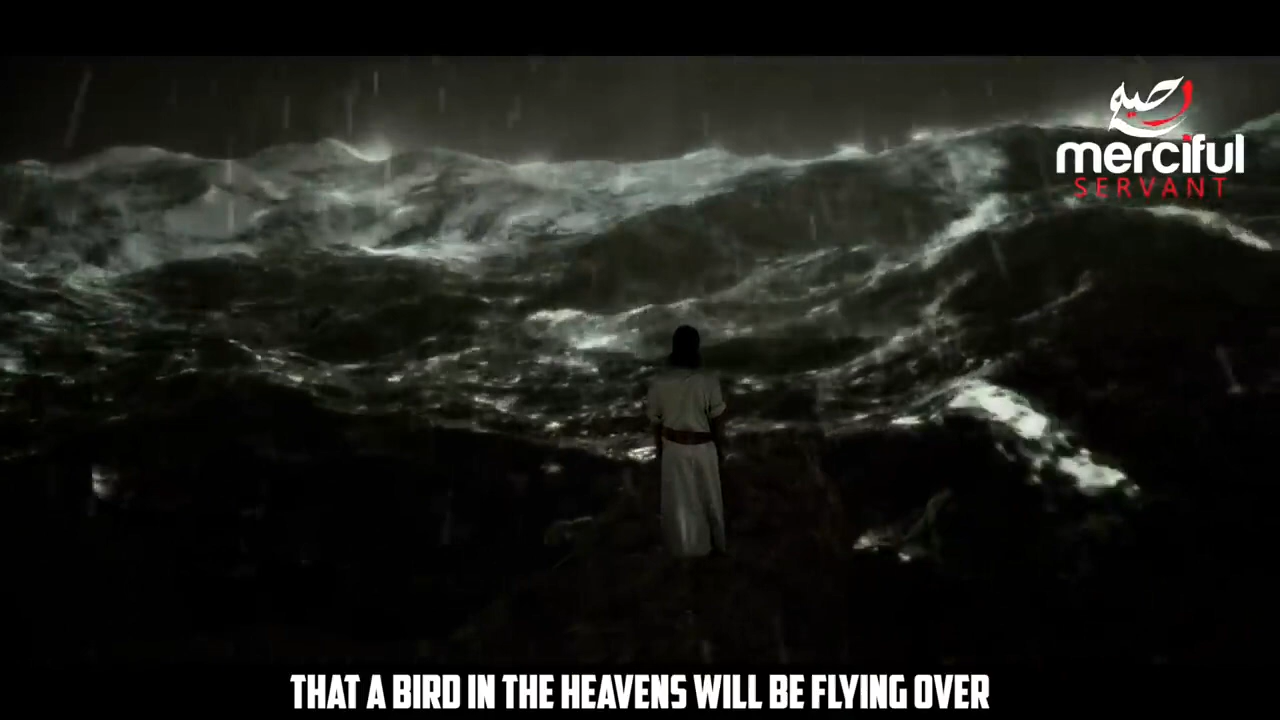 رحيم
merciful
SERVANT
THAT A BIRD IN THE HEAVENS WILL BE FLYING OVER